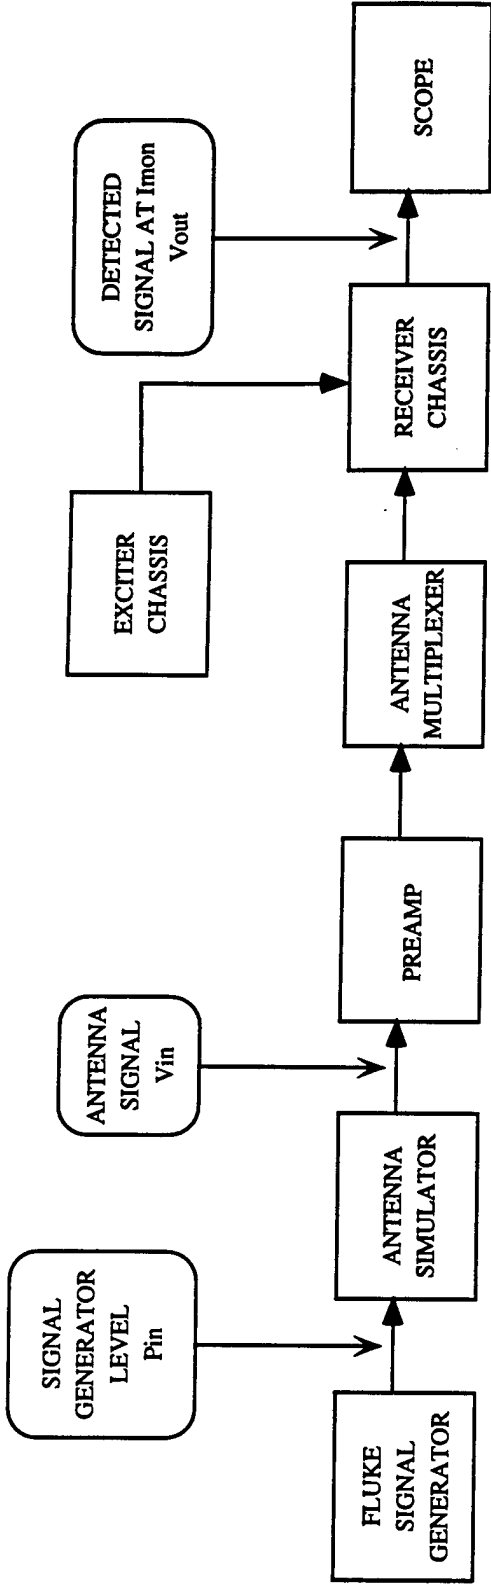 SIGNAL
GENERATOR
LEVEL
Pin
ANTENNA
SIGNAL
Vin
EXCITER
CHASSIS
DETECTED
SIGNAL AT Imon
Vout
FLUKE
SIGNAL
GENERATOR
ANTENNA
SIMULATOR
PREAMP
ANTENNA
MULTIPLEXER
RECEIVER
CHASSIS
SCOPE